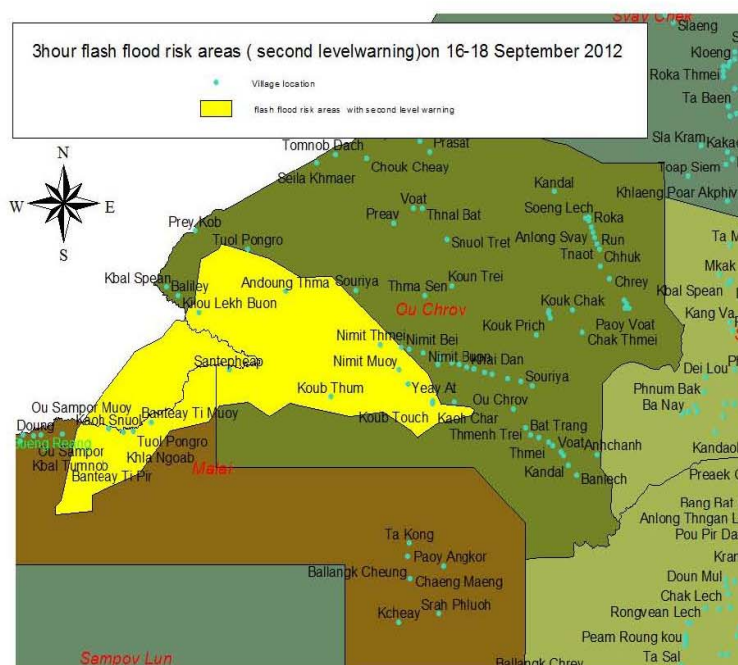 Svay Chek
Slaeng
3hour flash flood risk areas ( second levelwarning)on 16-18 September 2012
Village location
flash flood risk areas with second level warning
Kloeng
Roka Thmei
Ta Baen
Sla Kram
Toap Siem
Khlaeng Poar Akphiv
N
W
E
S
Tomnob Dach
Prasat
Seila Khmaer
Chouk Cheay
Kandal
Voat
Soeng Lech
Roka
Preav
Thnal Bat
Prey Kob
Anlong Svay
Run
Snuol Tret
Tuol Pongro
Tnaot
Chhuk
Ta M
Kbal Spean
Baliley
Andoung Thma
Souriya
Thma Sen
Koun Trei
Chrey
Mkak
Kbal Spean
Kilou Lekh Buon
Ou Chrov
Kouk Chak
Kang Va
Kouk Prich
Paoy Voat
Chak Thmei
Nimit Thmei
Nimit Bei
Santepheap
Nimit Muoy
Nimit Buon
Khai Dan
Dei Lou
Souriya
Phnum Bak
Koub Thum
Yeay At
Ou Chrov
Ba Nay
Ou Sampor Muoy
Kaoh Snuol
Banteay Ti Muoy
Koub Touch
Kaoh Char
Doung
Bat Trang
Kandaol
Tuol Pongro
Thmenh Trei
Voat
Anhchanh
Ou Sampor
Khla Ngoab
Thmei
Kbal Tumnob
Banteay Ti Pir
Malai
Kandal
Banlech
Preaek C
Bang Bat
Anlong Thngan L
Pou Pir Da
Ta Kong
Paoy Angkor
Ballangk Cheung
Chaeng Maeng
Kran
Doun Mul
Chak Lech
Srah Phluoh
Kcheay
Rongvean Lech
Peam Roung kou
Sampov Lun
Ballangk Chrey
Ta Sal